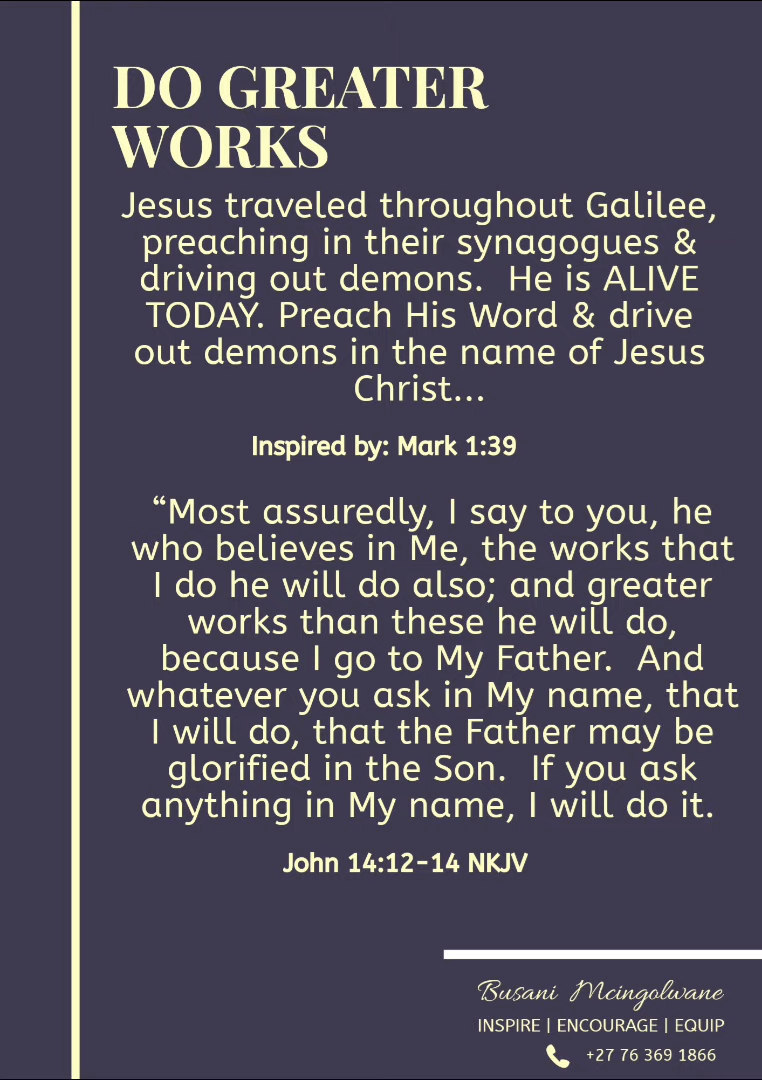 DO GREATER
WORKS
Jesus traveled throughout Galilee,
preaching in their synagogues &
driving out demons.  He is ALIVE
TODAY. Preach His Word & drive
out demons in the name of Jesus
Christ...
Inspired by: Mark 1:39
“Most assuredly, I say to you, he
who believes in Me, the works that
I do he will do also; and greater
works than these he will do,
because I go to My Father.  And
whatever you ask in My name, that
I will do, that the Father may be
glorified in the Son.  If you ask
anything in My name, I will do it.
John 14:12-14 NKJV
Busani Mcingolwane
INSPIRE | ENCOURAGE | EQUIP
+27 76 369 1866